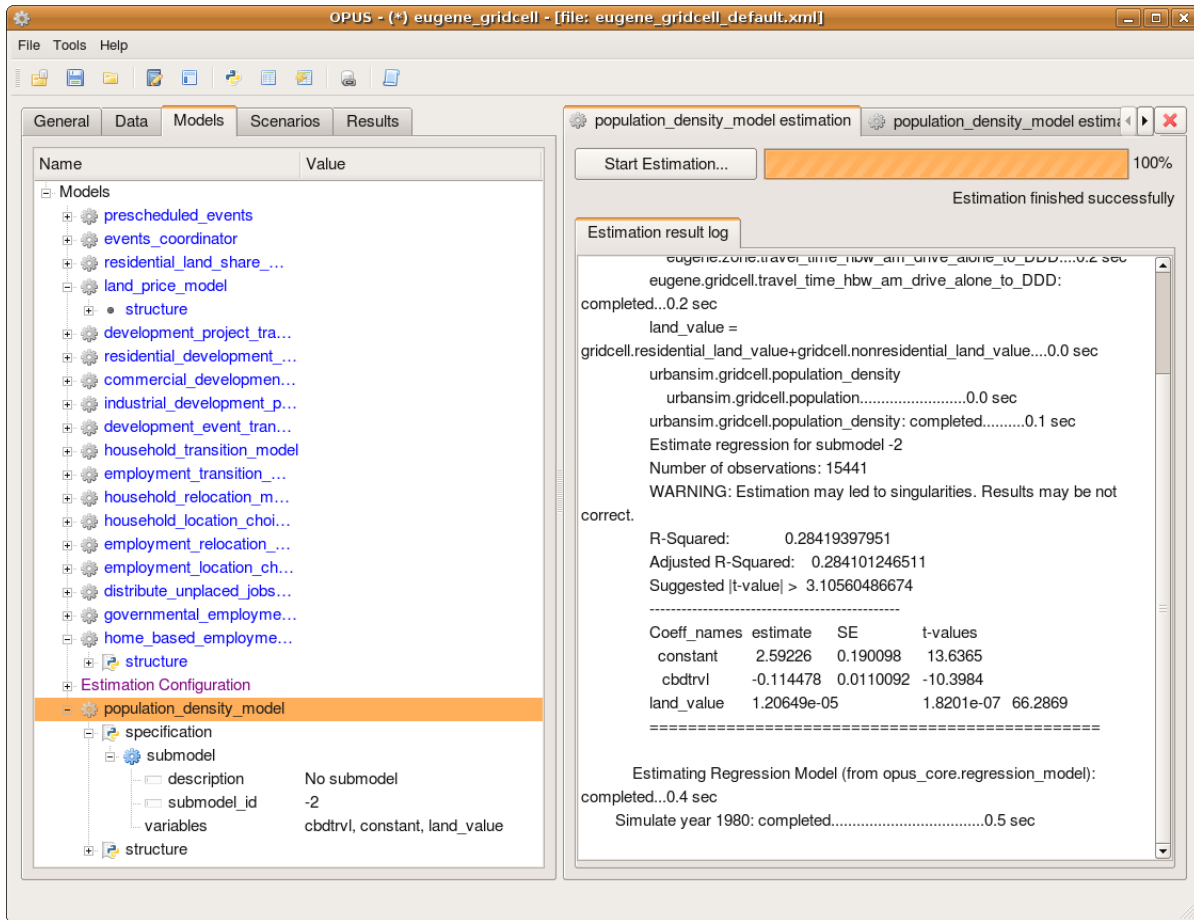 OPUS - (*) eugene_gridcell - [file: eugene_gridcell_default.xml]
File Tools Help
General Data Models Scenarios Results
Name Value
Models
prescheduled_events
events_coordinator
residential_land_share_...
land_price_model
structure
development_project_tra...
residential_development_...
commercial_developmen...
industrial_development_p...
development_event_tran...
household_transition_model
employment_transition_...
household_relocation_m...
household_location_choi...
employment_relocation_...
employment_location_ch...
distribute_unplaced_jobs...
governmental_employme...
home_based_employme...
structure
Estimation Configuration
population_density_model
specification
submodel
description No submodel
submodel_id -2
variables cbdtrvl, constant, land_value
structure
population_density_model estimation population_density_model estima
Start Estimation... 100%
Estimation finished successfully
Estimation result log
eugene.zone.travel_time_hbw_am_drive_alone_to_DDD....0.2 sec
eugene.gridcell.travel_time_hbw_am_drive_alone_to_DDD:
completed...0.2 sec
land_value =
gridcell.residential_land_value+gridcell.nonresidential_land_value....0.0 sec
urbansim.gridcell.population_density
urbansim.gridcell.population.........................0.0 sec
urbansim.gridcell.population_density: completed..........0.1 sec
Estimate regression for submodel -2
Number of observations: 15441
WARNING: Estimation may led to singularities. Results may be not
correct.
R-Squared: 0.28419397951
Adjusted R-Squared: 0.284101246511
Suggested |t-value| > 3.10560486674
-----------------------------------------------
Coeff_names estimate SE t-values
constant 2.59226 0.190098 13.6365
cbdtrvl -0.114478 0.0110092 -10.3984
land_value 1.20649e-05 1.8201e-07 66.2869
===============================================
Estimating Regression Model (from opus_core.regression_model):
completed...0.4 sec
Simulate year 1980: completed....................................0.5 sec